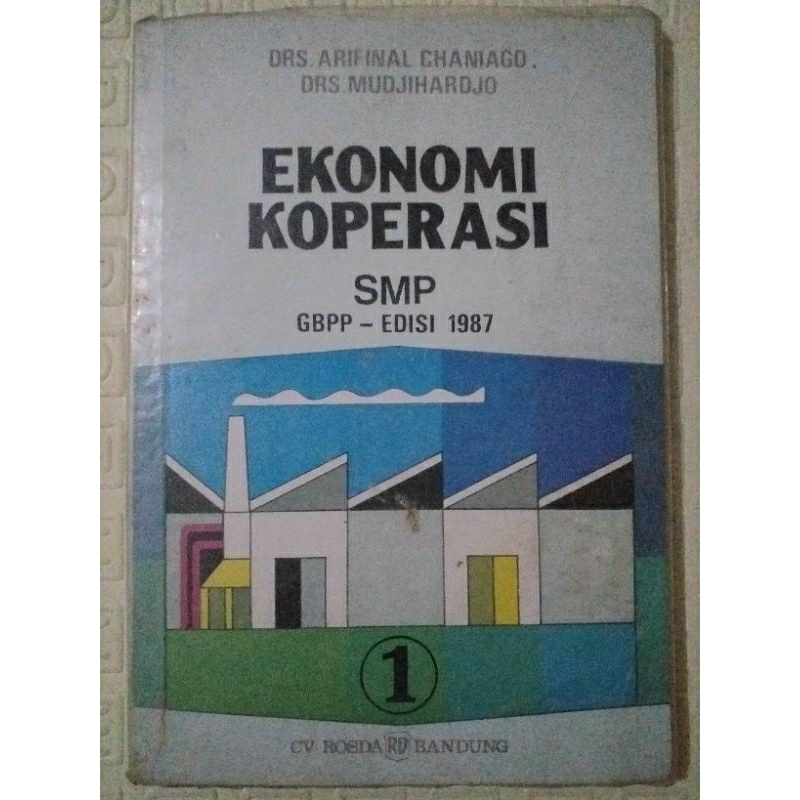 DRS. ARIFINAL CHANIAGO.
DRS MUDJIHARDJO
EKONOMI
KOPERASI
SMP
GBPP – EDISI 1987
1
CV ROSDA RD BANDUNG